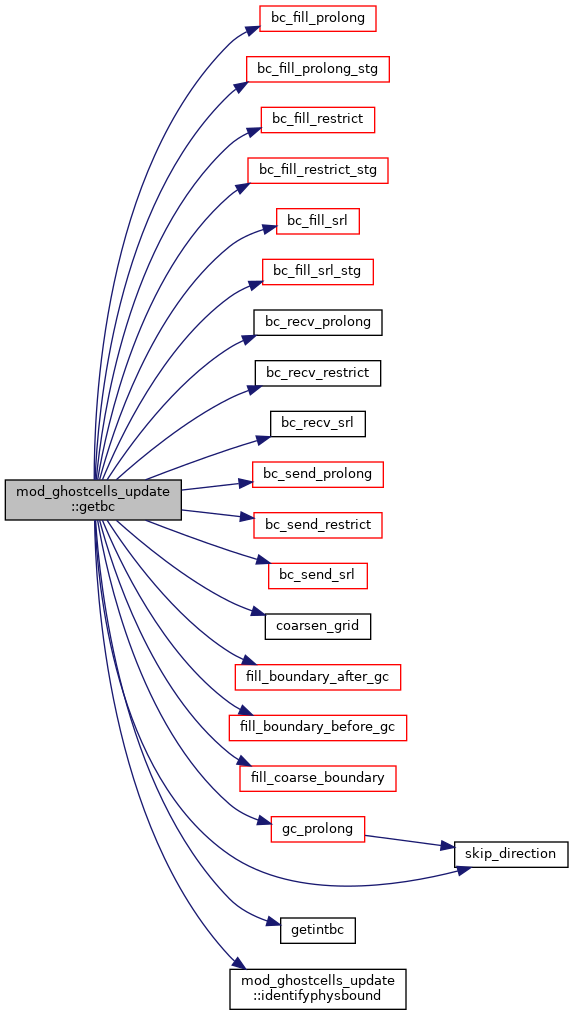 bc_fill_prolong
bc_fill_prolong_stg
bc_fill_restrict
bc_fill_restrict_stg
bc_fill_srl
bc_fill_srl_stg
bc_recv_prolong
bc_recv_restrict
bc_recv_srl
bc_send_prolong
mod_ghostcells_update
::getbc
bc_send_restrict
bc_send_srl
coarsen_grid
fill_boundary_after_gc
fill_boundary_before_gc
fill_coarse_boundary
gc_prolong
skip_direction
getintbc
mod_ghostcells_update
::identifyphysbound